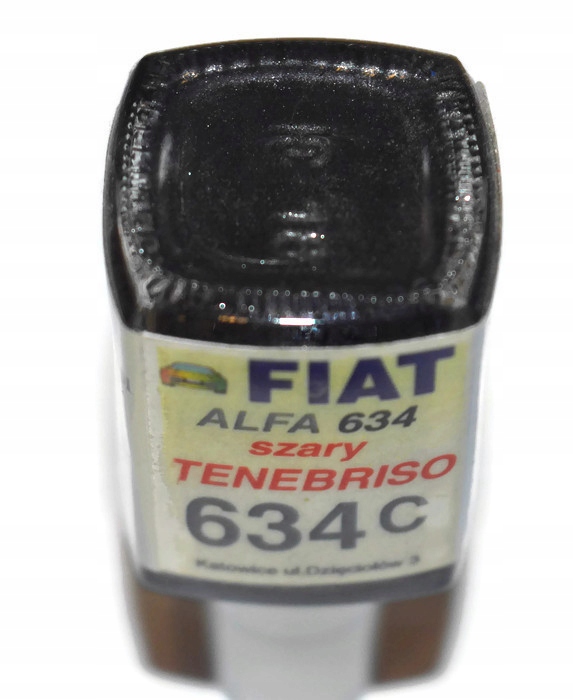 FIAT
ALFA 634
szary
TENEBRISO
634 C
Katowice ul.Dzięciołów 3